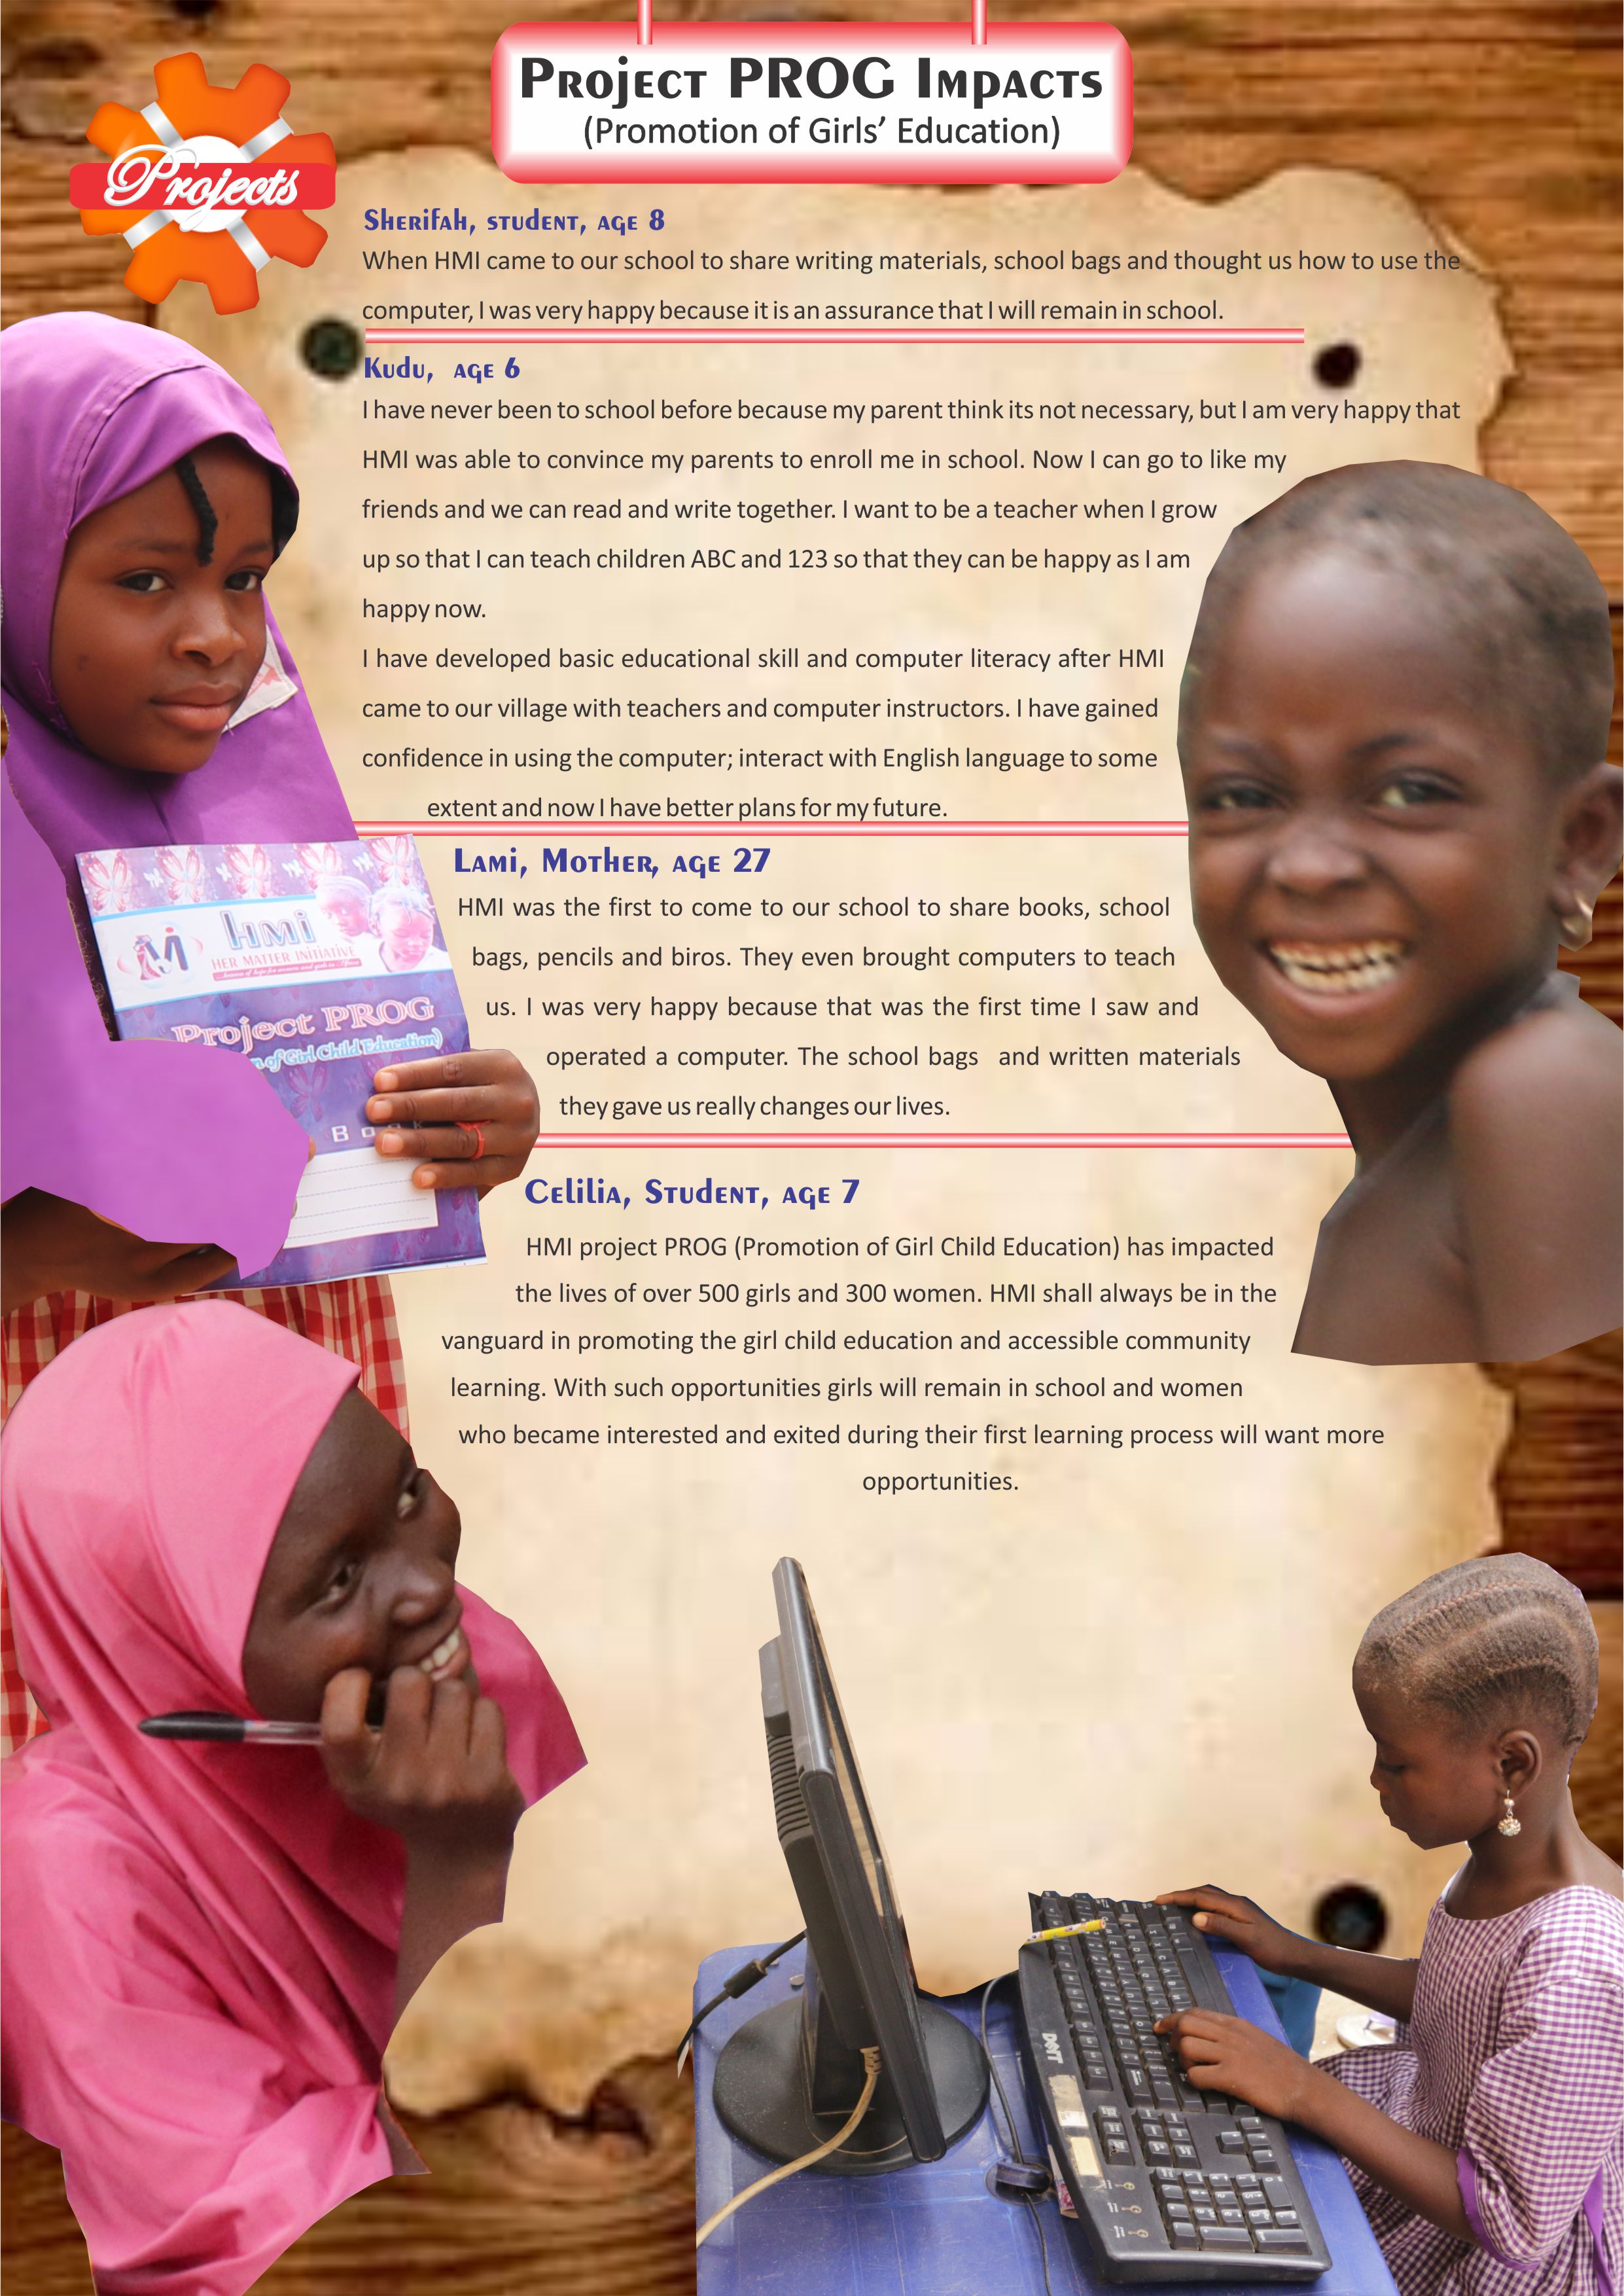 Project PROG Impacts
(Promotion of Girls' Education)
Projects
Sherifah, student, age 8
When HMI came to our school to share writing materials, school bags and thought us how to use the
computer, I was very happy because it is an assurance that I will remain in school.
Kudu, age 6
I have never been to school before because my parent think its not necessary, but I am very happy that
HMI was able to convince my parents to enroll me in school. Now I can go to like my
friends and we can read and write together. I want to be a teacher when I grow
up so that I can teach children ABC and 123 so that they can be happy as I am
happy now.
I have developed basic educational skill and computer literacy after HMI
came to our village with teachers and computer instructors. I have gained
confidence in using the computer; interact with English language to some
extent and now I have better plans for my future.
Lami, Mother, age 27
HMI was the first to come to our school to share books, school
bags, pencils and biros. They even brought computers to teach
us. I was very happy because that was the first time I saw and
operated a computer. The school bags and written materials
they gave us really changes our lives.
HMI
HER MATTER INITIATIVE
Project PROG
of Girl Child Education)
Celilia, Student, age 7
HMI project PROG (Promotion of Girl Child Education) has impacted
the lives of over 500 girls and 300 women. HMI shall always be in the
vanguard in promoting the girl child education and accessible community
learning. With such opportunities girls will remain in school and women
who became interested and exited during their first learning process will want more
opportunities.
DELL